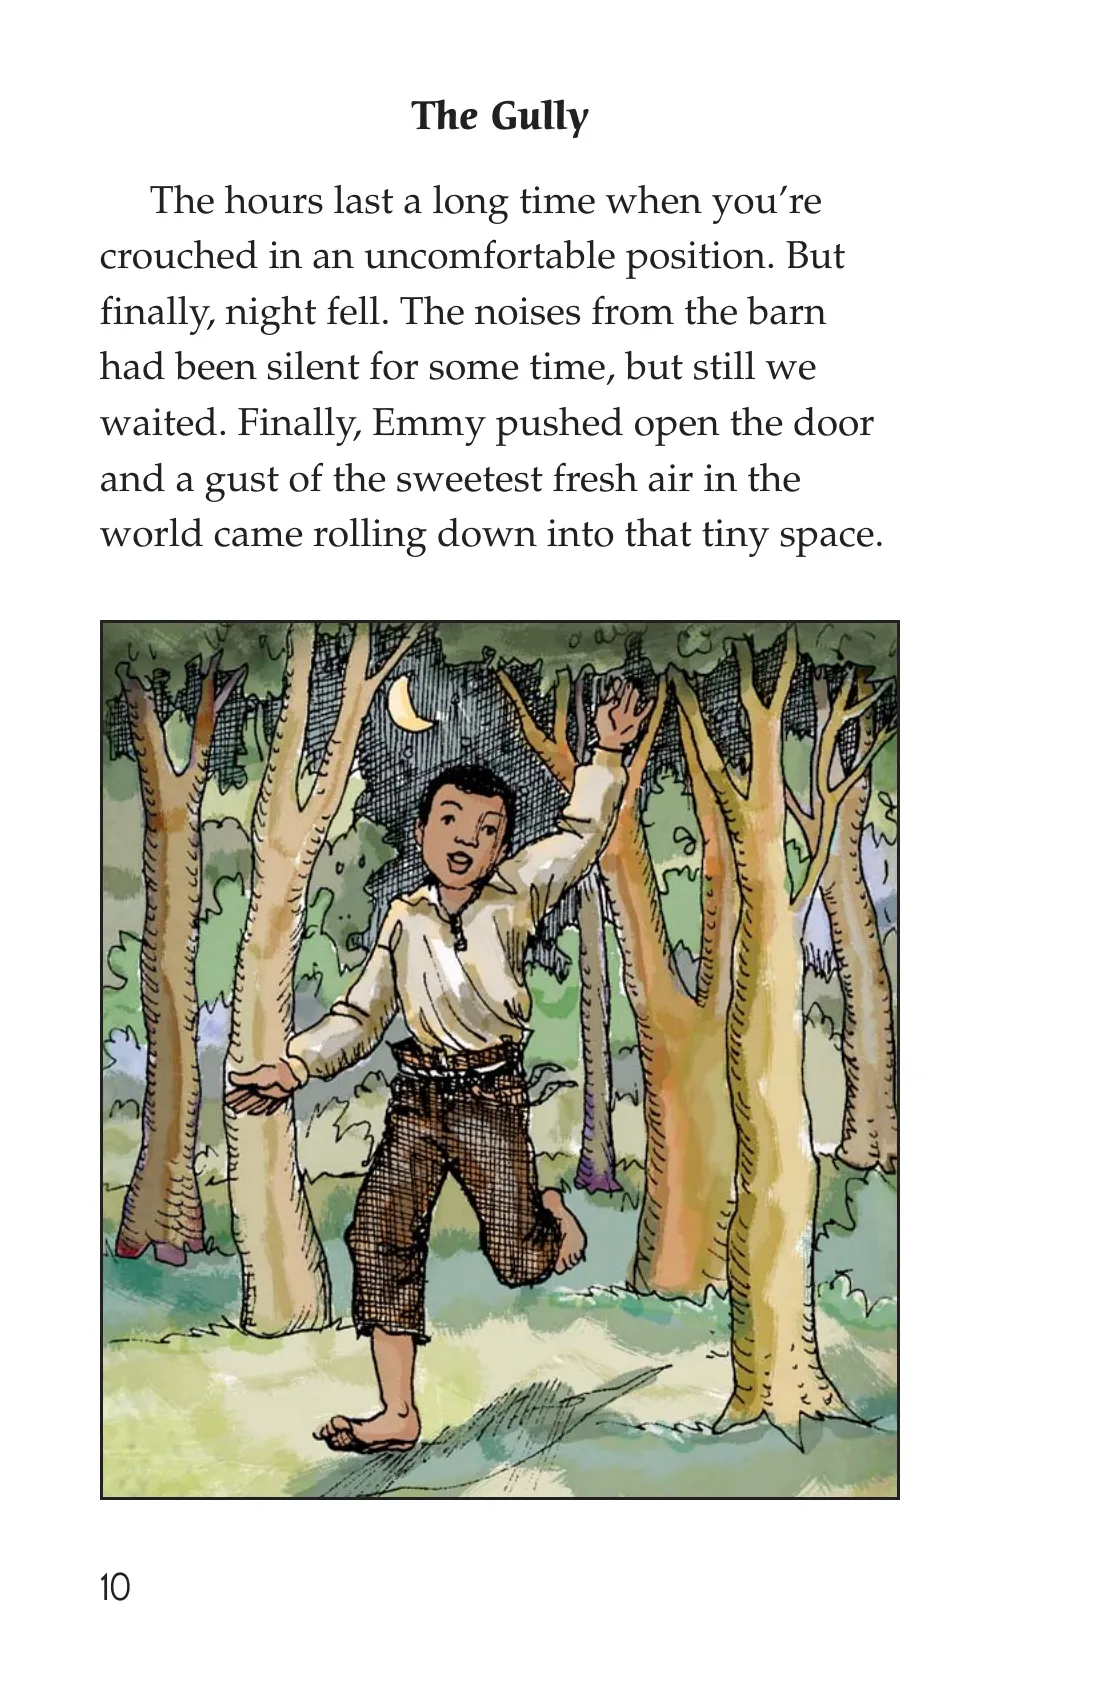 The Gully
The hours last a long time when you’re
crouched in an uncomfortable position. But
finally, night fell. The noises from the barn
had been silent for some time, but still we
waited. Finally, Emmy pushed open the door
and a gust of the sweetest fresh air in the
world came rolling down into that tiny space.
10